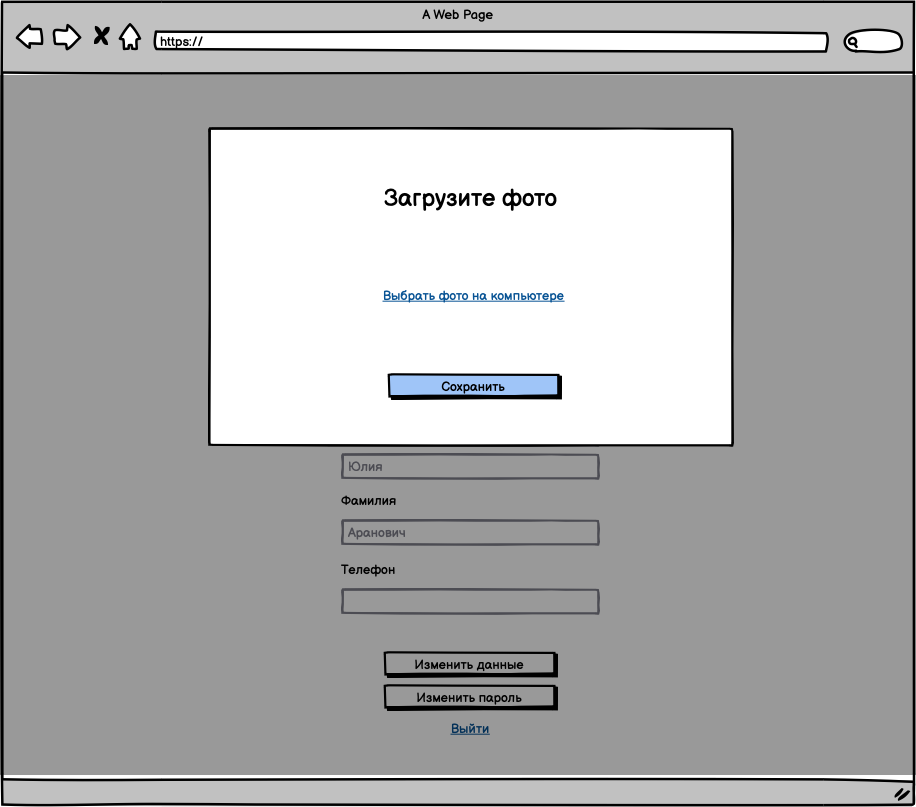 A Web Page
https://
Загрузите фото
Выбрать фото на компьютере
Сохранить
Юлия
Фамилия
Аранович
Телефон
Изменить данные
Изменить пароль
Выйти